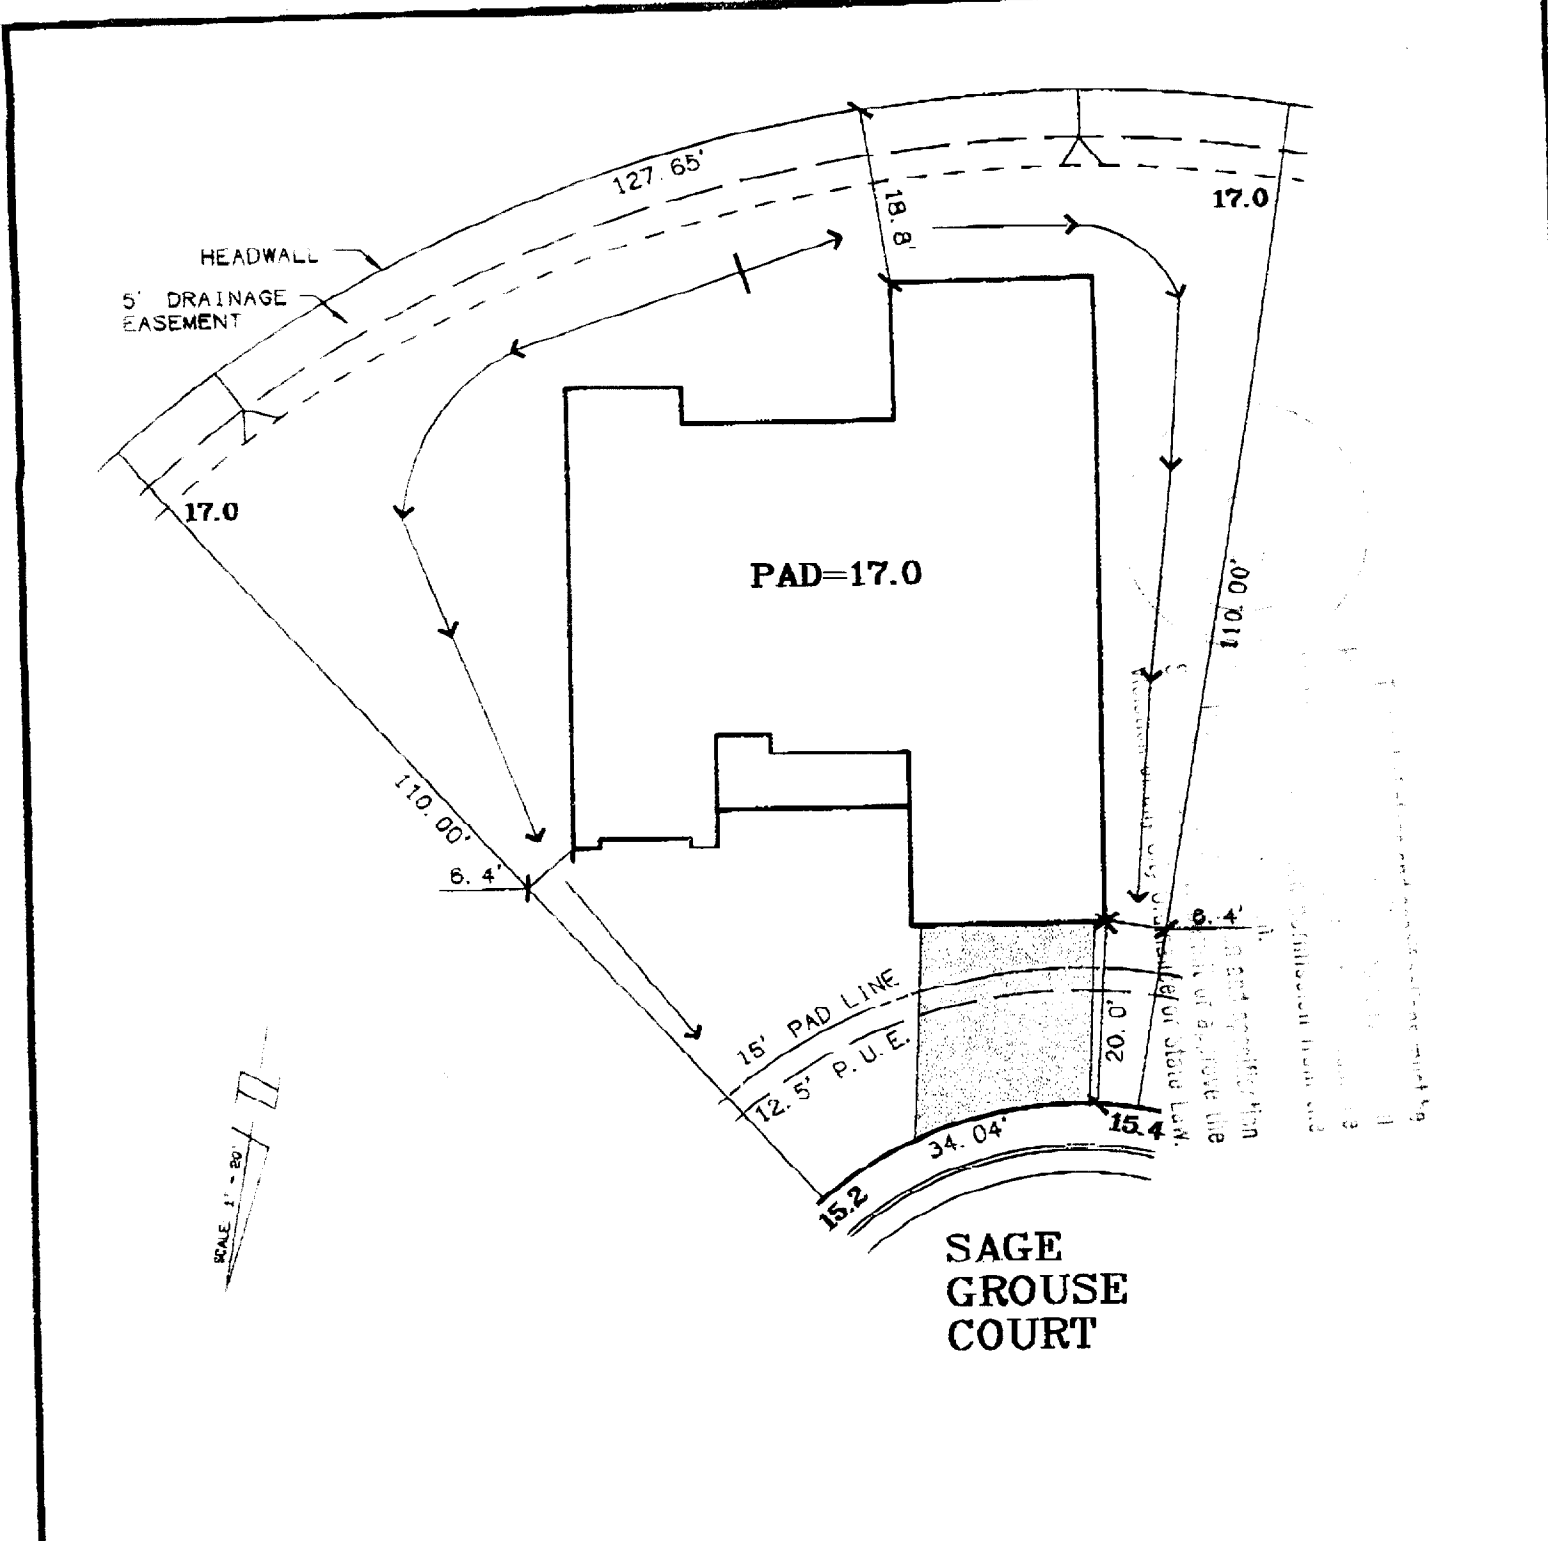 127.65'
18.8'
17.0
HEADWALL
5' DRAINAGE
EASEMENT
17.0
PAD=17.0
110.00'
110.00'
6.4'
6.4'
15' PAD LINE
12.5' P.U.E.
20.0'
34.04'
15.4
15.2
SCALE 1" - 20'
SAGE
GROUSE
COURT
State Law.